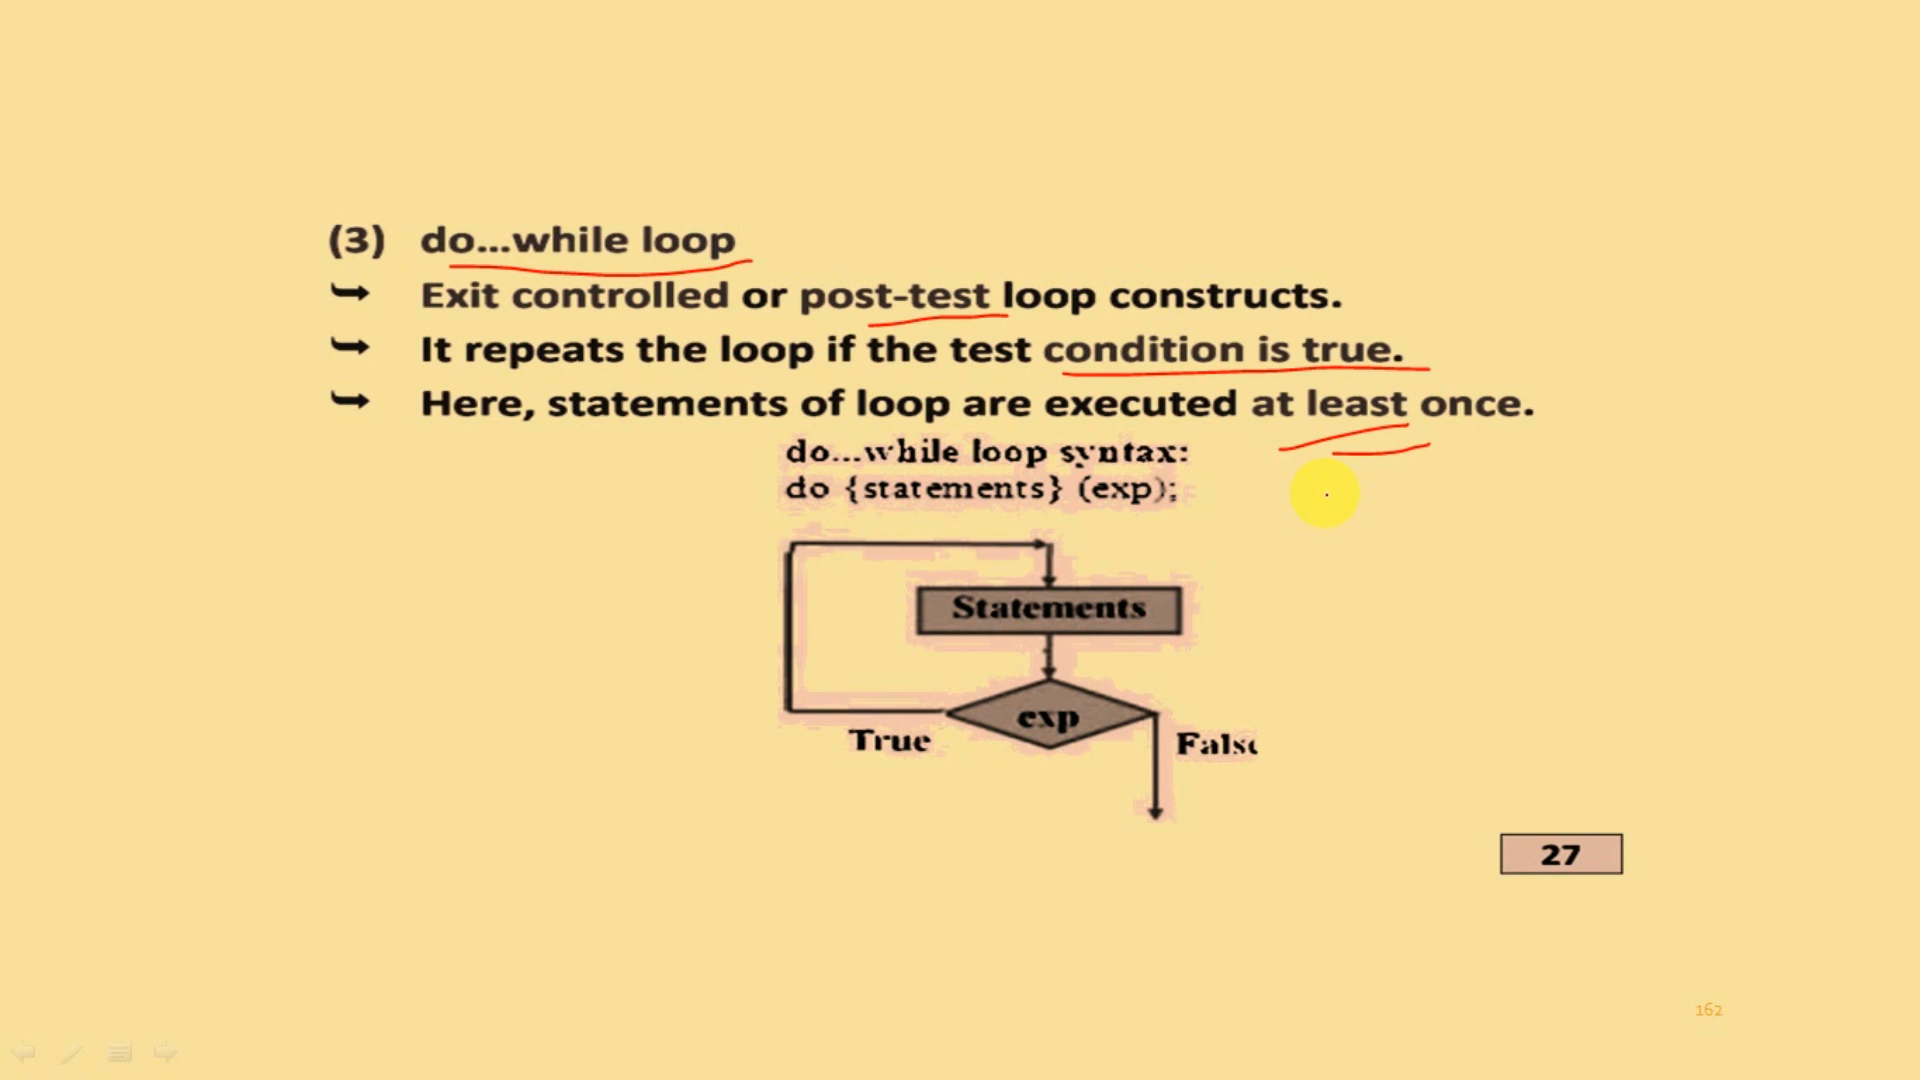 (3) do...while loop
Exit controlled or post-test loop constructs.
It repeats the loop if the test condition is true.
Here, statements of loop are executed at least once.
do...while loop syntax:
do {statements} (exp);
Statements
exp
True
False
27
162